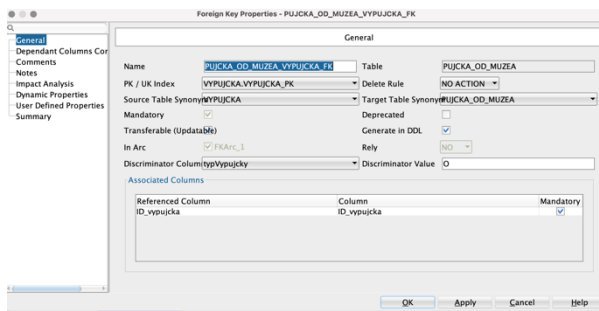 Foreign Key Properties - PUJCKA_OD_MUZEA_VYPUJCKA_FK
General
Dependant Columns Cor
Comments
Notes
Impact Analysis
Dynamic Properties
User Defined Properties
Summary
General
Name PUJCKA_OD_MUZEA_VYPUJCKA_FK Table PUJCKA_OD_MUZEA
PK / UK Index VYPUJCKA.VYPUJCKA_PK Delete Rule NO ACTION
Source Table Synonym VYPUJCKA Target Table Synonym PUJCKA_OD_MUZEA
Mandatory Deprecated
Transferable (Updatable) Generate in DDL
In Arc FKArc_1 Rely NO
Discriminator Column typVypujcky Discriminator Value O
Associated Columns
Referenced Column Column Mandatory
ID_vypujcka ID_vypujcka
OK Apply Cancel Help